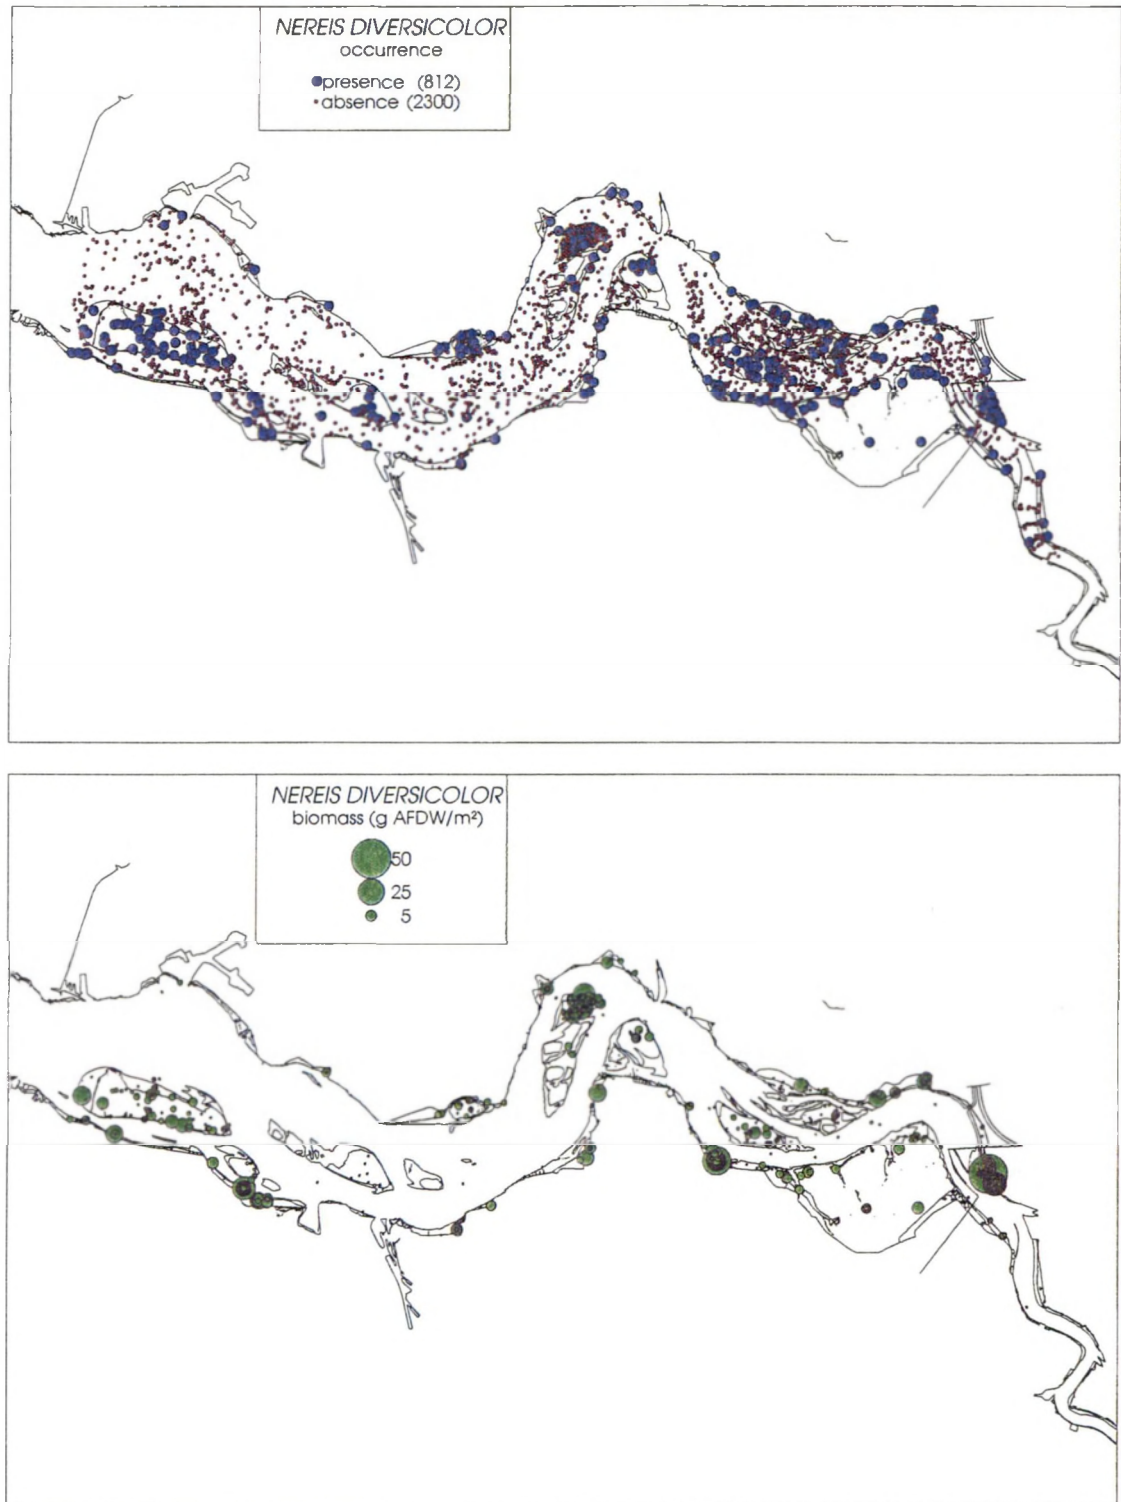 NEREIS DIVERSICOLOR
occurrence
presence (812)
absence (2300)
NEREIS DIVERSICOLOR
biomass (g AFDW/m²)
50
25
5